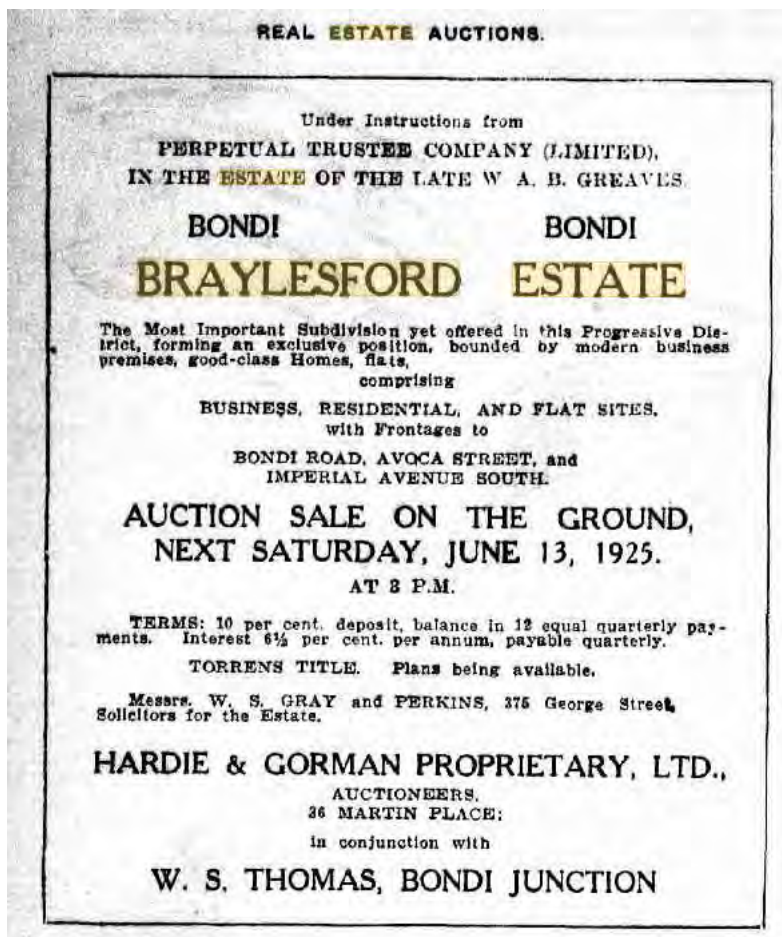 REAL ESTATE AUCTIONS.
Under Instructions from
PERPETUAL TRUSTEE COMPANY (LIMITED),
IN THE ESTATE OF THE LATE W A. B. GREAVES.
BONDI BONDI
BRAYLESFORD ESTATE
The Most Important Subdivision yet offered in this Progressive Dis-
trict, forming an exclusive position, bounded by modern business
premises, good-class Homes, flats,
comprising
BUSINESS, RESIDENTIAL, AND FLAT SITES,
with Frontages to
BONDI ROAD, AVOCA STREET, and
IMPERIAL AVENUE SOUTH.
AUCTION SALE ON THE GROUND,
NEXT SATURDAY, JUNE 13, 1925.
AT 3 P.M.
TERMS: 10 per cent. deposit, balance in 12 equal quarterly pay-
ments. Interest 6½ per cent. per annum, payable quarterly.
TORRENS TITLE. Plans being available.
Messrs. W. S. GRAY and PERKINS, 375 George Street,
Solicitors for the Estate.
HARDIE & GORMAN PROPRIETARY, LTD.,
AUCTIONEERS,
36 MARTIN PLACE;
in conjunction with
W. S. THOMAS, BONDI JUNCTION